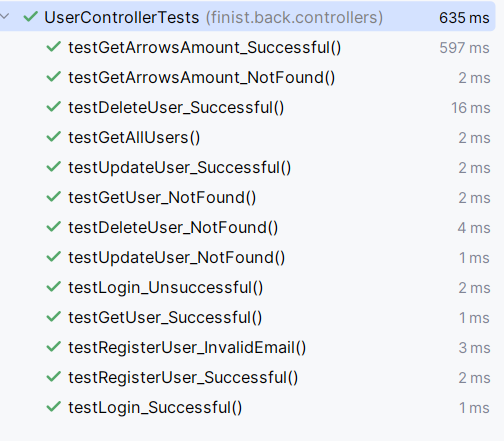 UserControllerTests (finist.back.controllers) 635 ms
testGetArrowsAmount_Successful() 597 ms
testGetArrowsAmount_NotFound() 2 ms
testDeleteUser_Successful() 16 ms
testGetAllUsers() 2 ms
testUpdateUser_Successful() 2 ms
testGetUser_NotFound() 2 ms
testDeleteUser_NotFound() 4 ms
testUpdateUser_NotFound() 1 ms
testLogin_Unsuccessful() 2 ms
testGetUser_Successful() 1 ms
testRegisterUser_InvalidEmail() 3 ms
testRegisterUser_Successful() 2 ms
testLogin_Successful() 1 ms